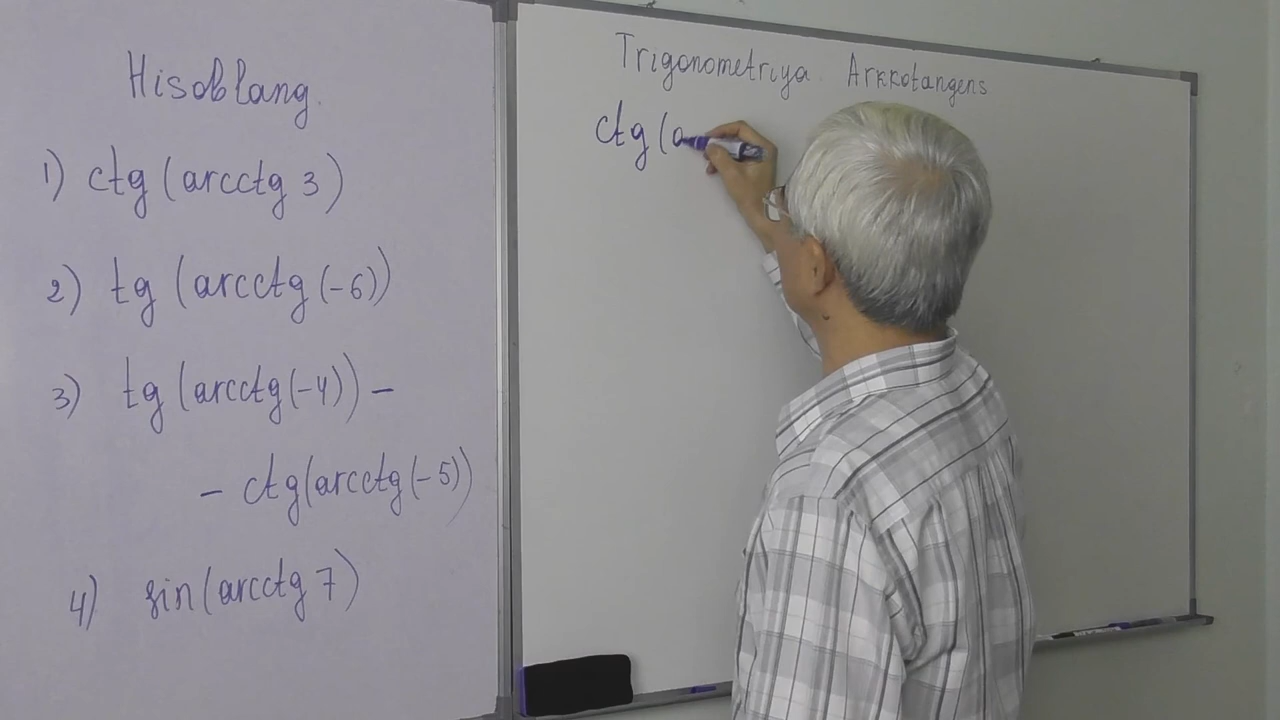 Hisoblang.
1) ctg (arcctg 3)
2) tg (arcctg (-6))
3) tg (arcctg (-4)) -
- ctg (arcctg (-5))
4) sin (arcctg 7)
Trigonometriya. Arkkotangens
ctg (a